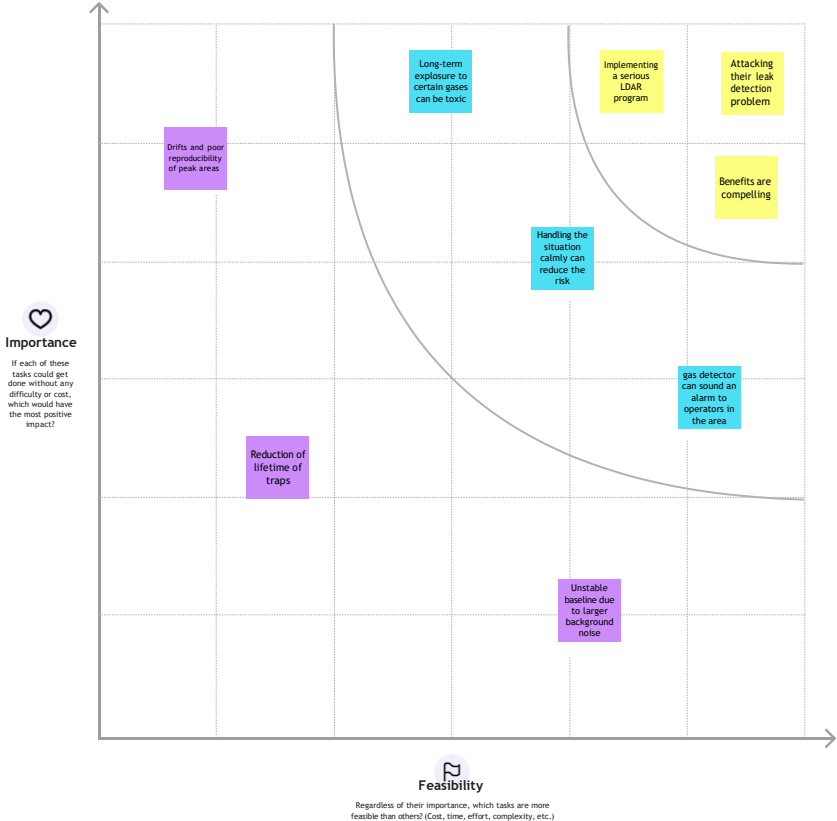 Long-term
explosure to
certain gases
can be toxic
Implementing
a serious
LDAR
program
Attacking
their leak
detection
problem
Drifts and poor
reproducibility
of peak areas
Benefits are
compelling
Handling the
situation
calmly can
reduce the
risk
Importance
If each of these
tasks could get
done without any
difficulty or cost,
which would have
the most positive
impact?
gas detector
can sound an
alarm to
operators in
the area
Reduction of
lifetime of
traps
Unstable
baseline due
to larger
background
noise
Feasibility
Regardless of their importance, which tasks are more
feasible than others? (Cost, time, effort, complexity, etc.)